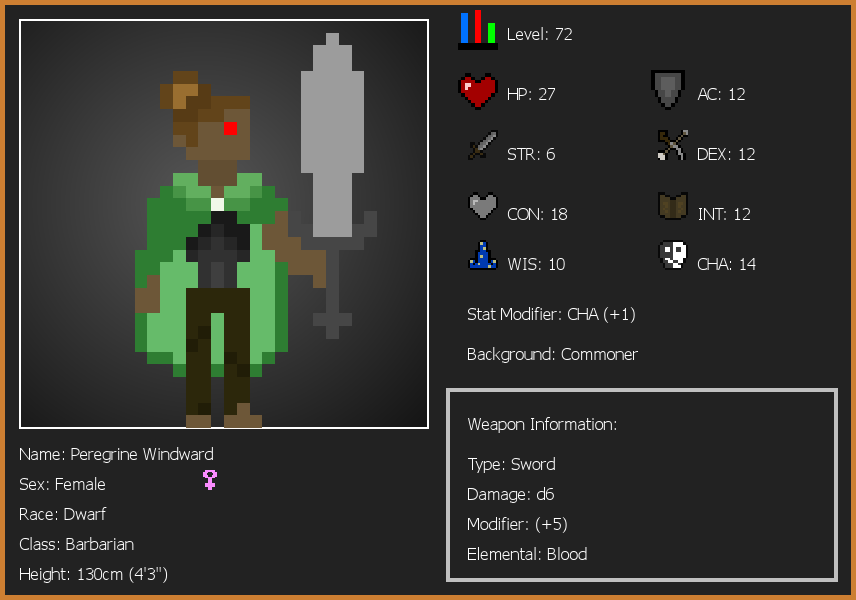 Level: 72
HP: 27
AC: 12
STR: 6
DEX: 12
CON: 18
INT: 12
WIS: 10
CHA: 14
Stat Modifier: CHA (+1)
Background: Commoner
Weapon Information:
Type: Sword
Damage: d6
Modifier: (+5)
Elemental: Blood
Name: Peregrine Windward
Sex: Female
Race: Dwarf
Class: Barbarian
Height: 130cm (4'3")